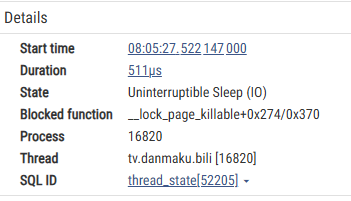 Details
Start time 08:05:27.522 147 000
Duration 511µs
State Uninterruptible Sleep (IO)
Blocked function __lock_page_killable+0x274/0x370
Process 16820
Thread tv.danmaku.bili [16820]
SQL ID thread_state[52205]